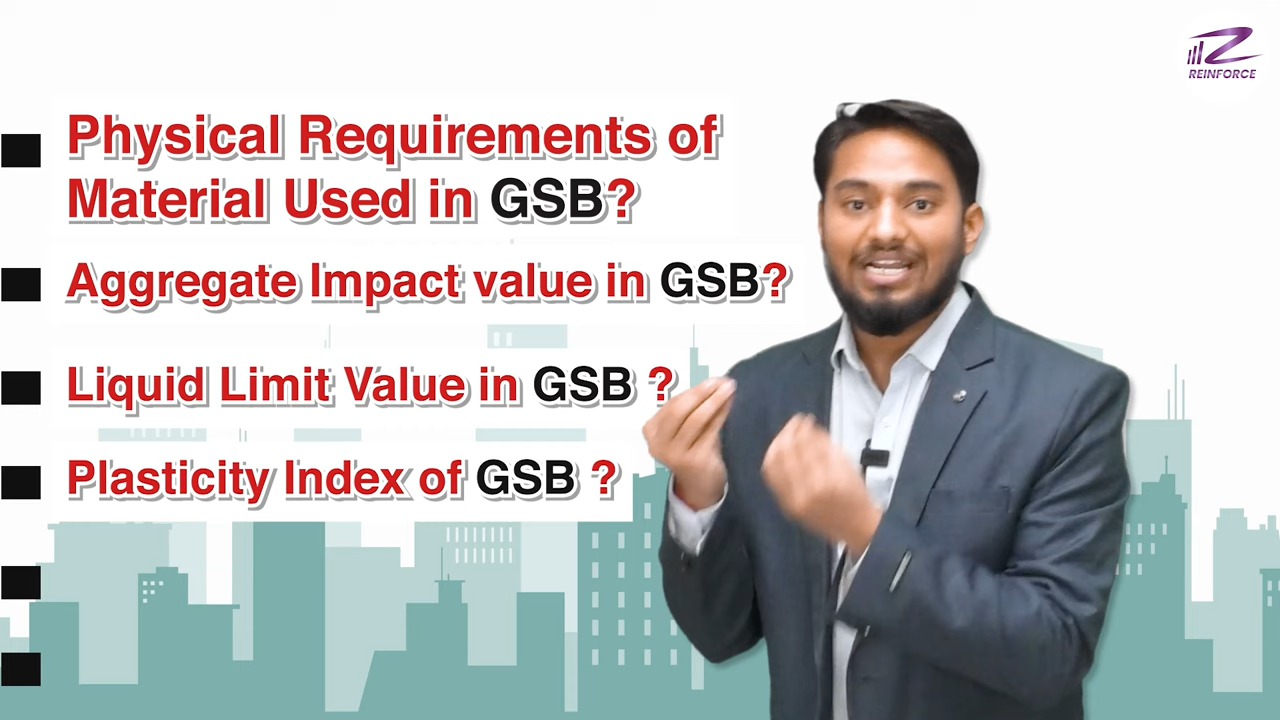 REINFORCE
Physical Requirements of
Material Used in GSB?
Aggregate Impact value in GSB?
Liquid Limit Value in GSB ?
Plasticity Index of GSB ?